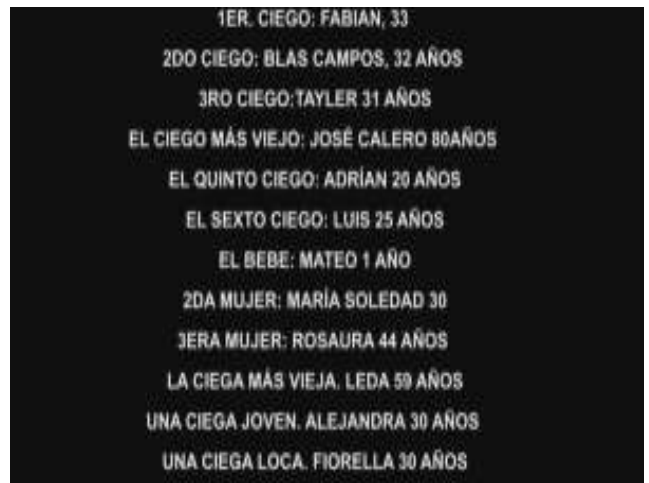 1ER. CIEGO: FABIAN, 33
2DO CIEGO: BLAS CAMPOS, 32 AÑOS
3RO CIEGO:TAYLER 31 AÑOS
EL CIEGO MÁS VIEJO: JOSÉ CALERO 80AÑOS
EL QUINTO CIEGO: ADRÍAN 20 AÑOS
EL SEXTO CIEGO: LUIS 25 AÑOS
EL BEBE: MATEO 1 AÑO
2DA MUJER: MARÍA SOLEDAD 30
3ERA MUJER: ROSAURA 44 AÑOS
LA CIEGA MÁS VIEJA. LEDA 59 AÑOS
UNA CIEGA JOVEN. ALEJANDRA 30 AÑOS
UNA CIEGA LOCA. FIORELLA 30 AÑOS